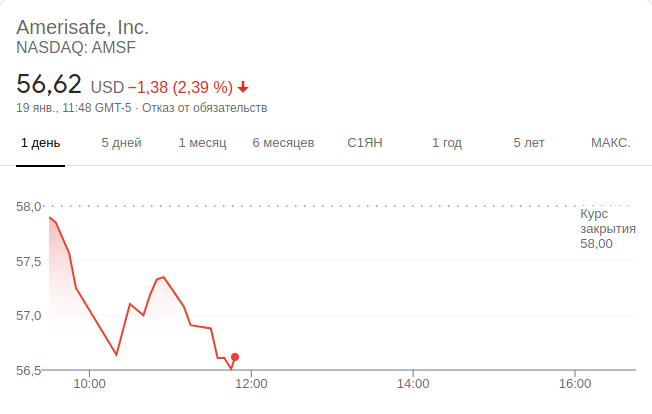 Amerisafe, Inc.
NASDAQ: AMSF
56,62 USD −1,38 (2,39 %)
19 янв., 11:48 GMT-5 · Отказ от обязательств
1 день 5 дней 1 месяц 6 месяцев С1ЯН 1 год 5 лет МАКС.
58,0
Курс
закрытия
58,00
57,5
57,0
56,5
10:00 12:00 14:00 16:00